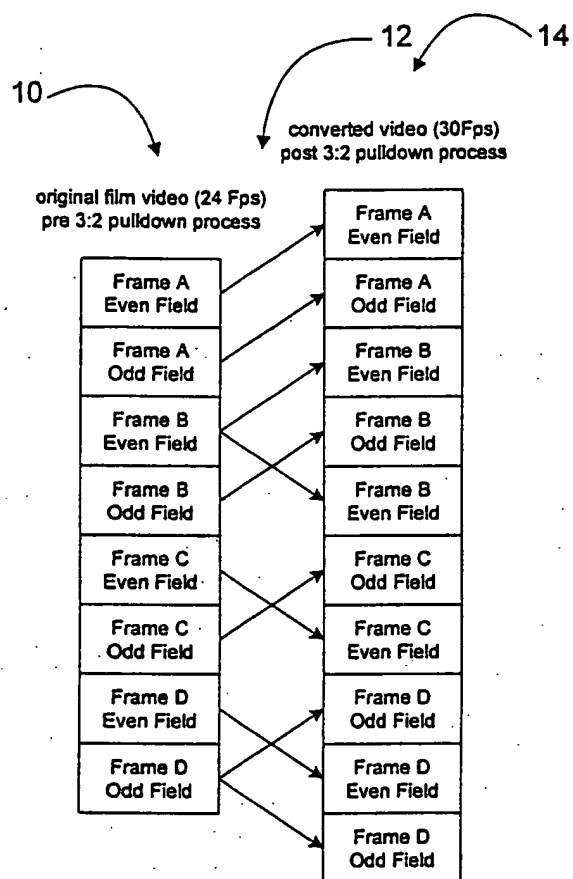 12
14
10
converted video (30Fps)
post 3:2 pulldown process
original film video (24 Fps)
pre 3:2 pulldown process
Frame A
Even Field
Frame A
Odd Field
Frame B
Even Field
Frame B
Odd Field
Frame C
Even Field
Frame C
Odd Field
Frame D
Even Field
Frame D
Odd Field
Frame A
Even Field
Frame A
Odd Field
Frame B
Even Field
Frame B
Odd Field
Frame B
Even Field
Frame C
Odd Field
Frame C
Even Field
Frame D
Odd Field
Frame D
Even Field
Frame D
Odd Field